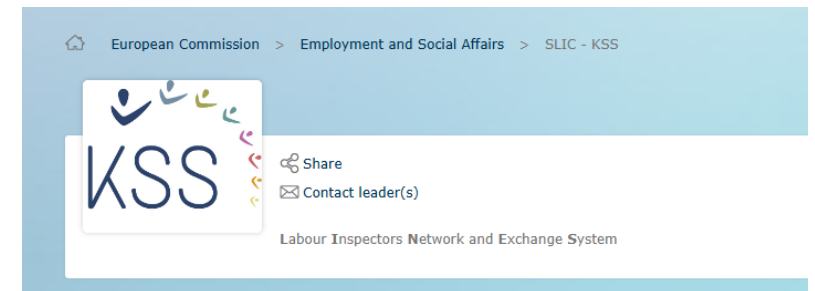 European Commission > Employment and Social Affairs > SLIC - KSS
KSS
Share
Contact leader(s)
Labour Inspectors Network and Exchange System